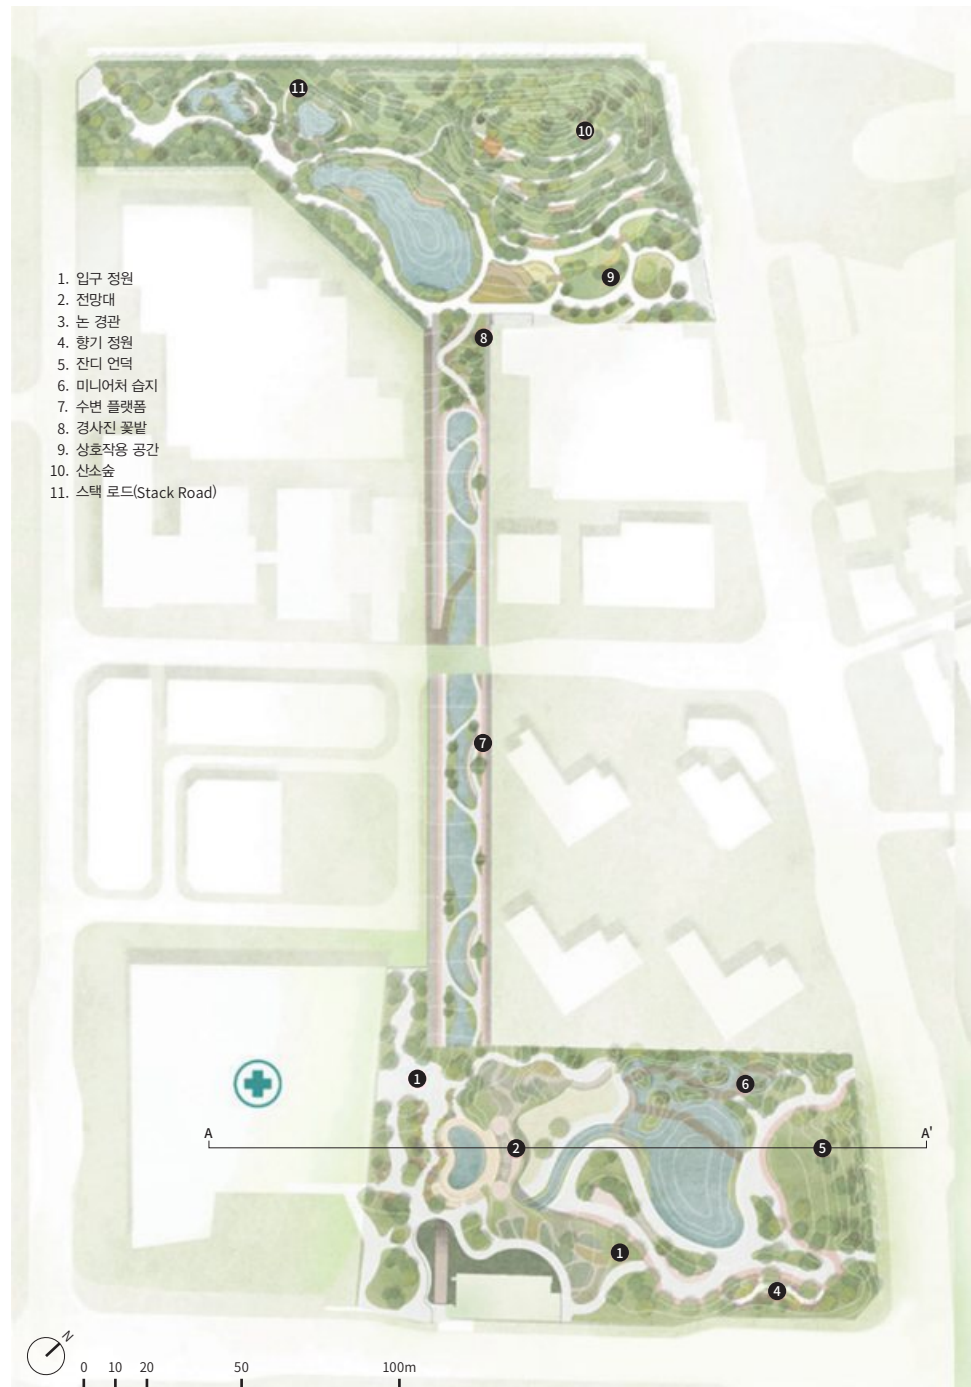 11
10
9
8
1. 입구 정원
2. 전망대
3. 논 경관
4. 향기 정원
5. 잔디 언덕
6. 미니어처 습지
7. 수변 플랫폼
8. 경사진 꽃밭
9. 상호작용 공간
10. 산소숲
11. 스택 로드(Stack Road)
7
1
6
A
A'
2
5
1
4
N
0 10 20 50 100m